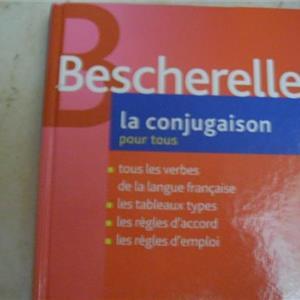 B
Bescherelle
la conjugaison
pour tous
tous les verbes
de la langue française
les tableaux types
les règles d'accord
les règles d'emploi